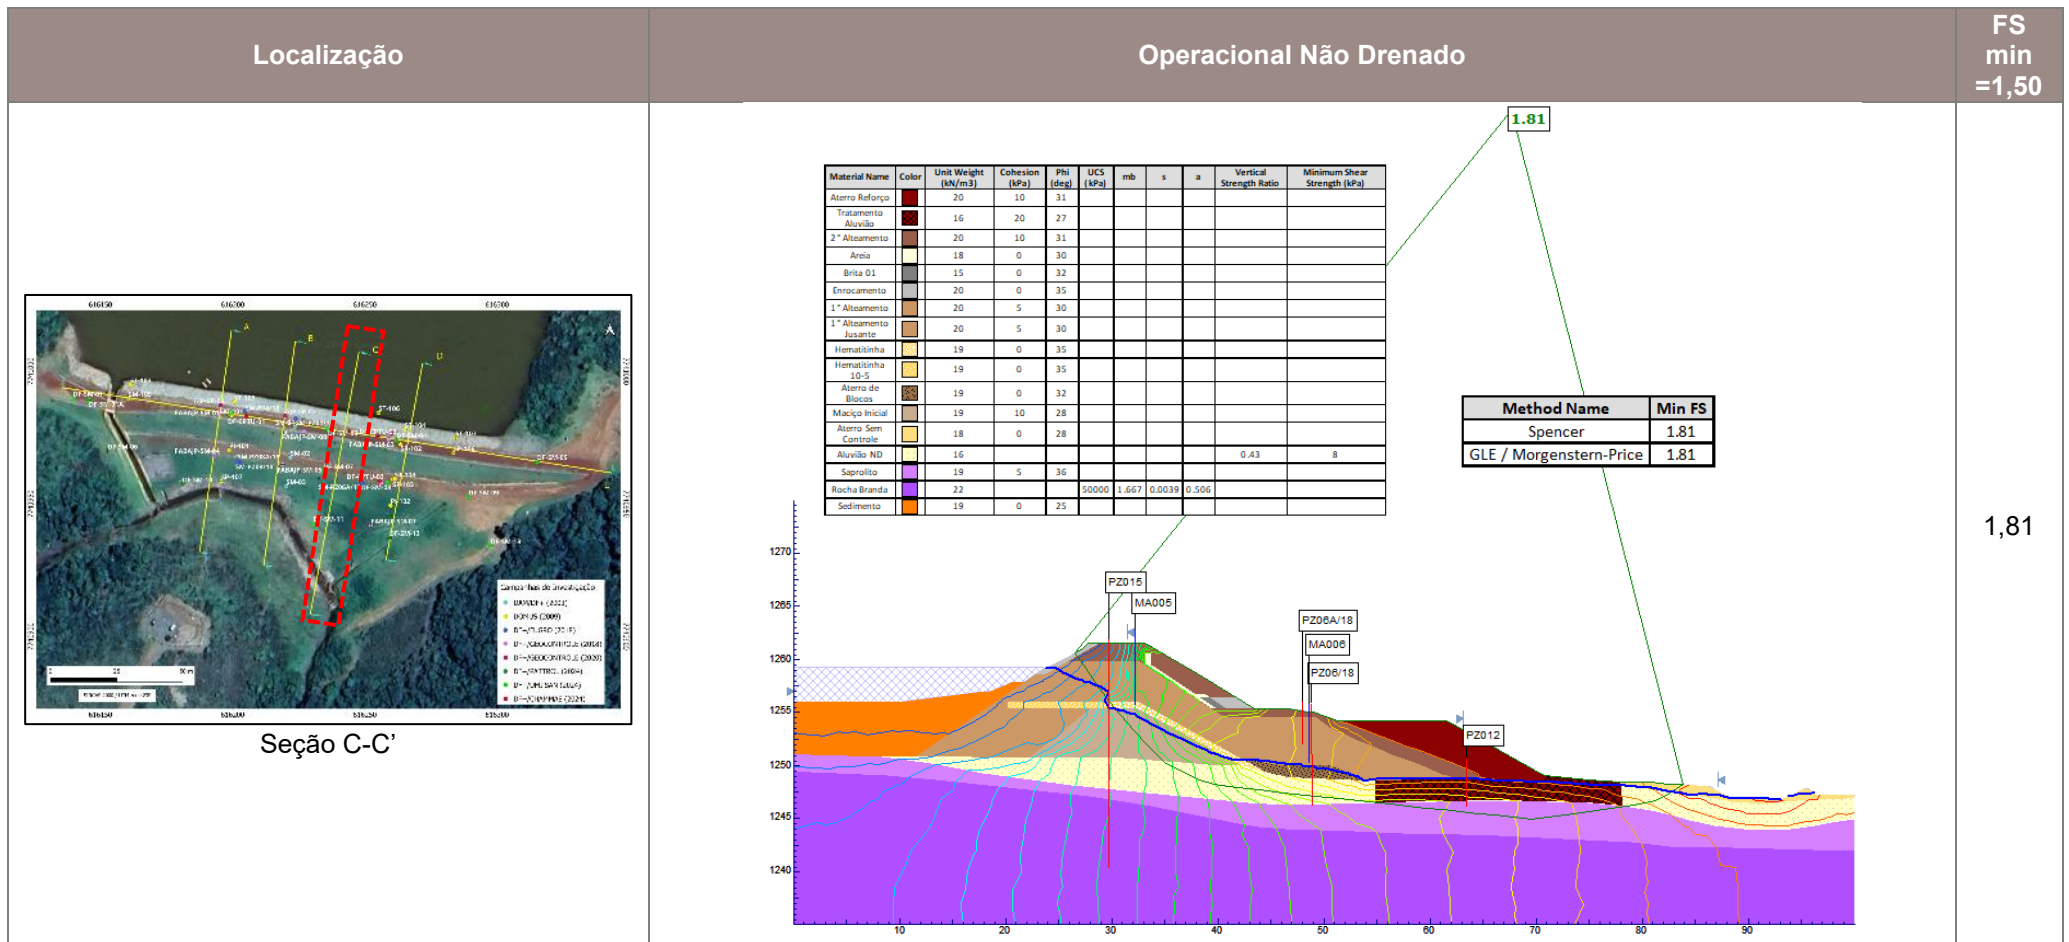 Localização
Operacional Não Drenado
FS
min
=1,50
1.81
Material Name Color Unit Weight (kN/m3) Cohesion (kPa) Phi (deg) UCS (kPa) mb s a Vertical Strength Ratio Minimum Shear Strength (kPa)
Aterro Reforço 20 10 31
Tratamento Aluvião 16 20 27
2° Alteamento 20 10 31
Areia 18 0 30
Brita 01 15 0 32
Enrocamento 20 0 35
1° Alteamento 20 5 30
1° Alteamento Jusante 20 5 30
Hematitinha 19 0 35
Hematitinha 10-5 19 0 35
Aterro de Blocos 19 0 32
Maciço Inicial 19 10 28
Aterro Sem Controle 18 0 28
Aluvião ND 16 0.43 8
Saprolito 19 5 36
Rocha Branda 22 50000 1.667 0.0039 0.506
Sedimento 19 0 25
Method Name Min FS
Spencer 1.81
GLE / Morgenstern-Price 1.81
1,81
616150 616200 616250 616300
A
B
C
D
616150 616200 616250 616300
Seção C-C’
1270
1265
1260
1255
1250
1245
1240
PZ015
MA005
PZ06A/18
MA006
PZ06/18
PZ012
10 20 30 40 50 60 70 80 90